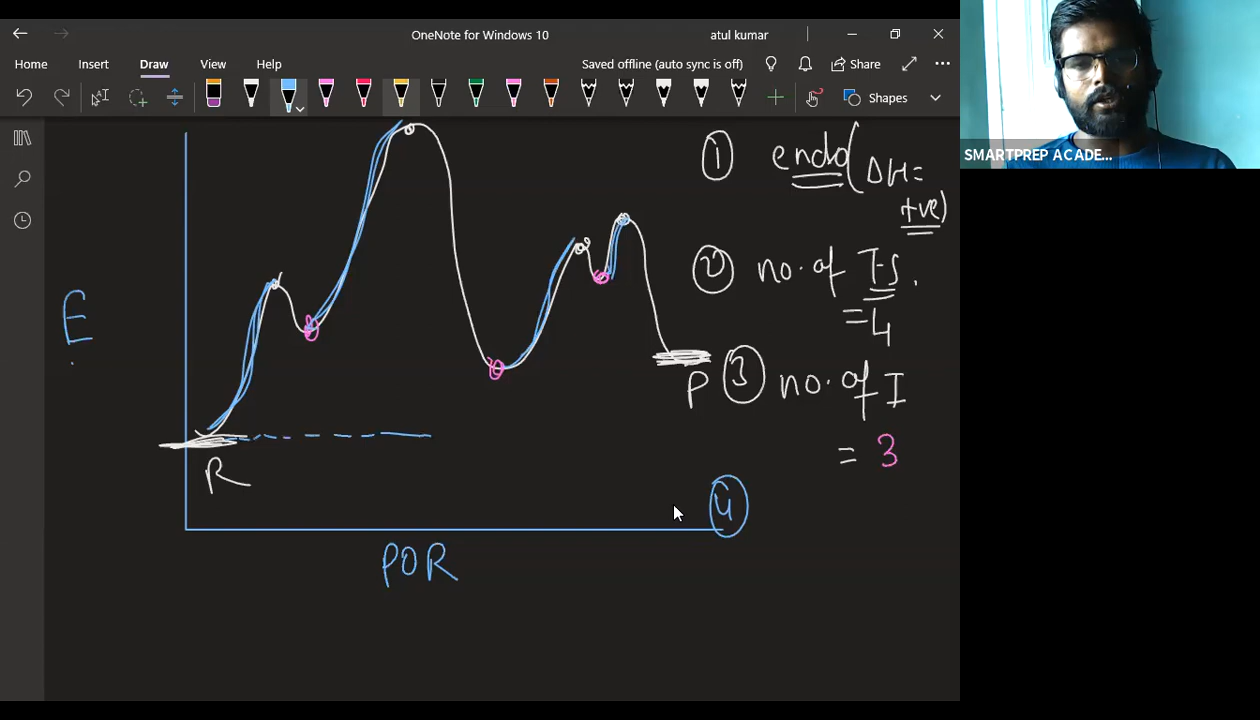 OneNote for Windows 10
atul kumar
Home
Insert
Draw
View
Help
Saved offline (auto sync is off)
Share
Shapes
SMARTPREP ACADE...
1 endo (ΔH=
+ve)
2 no. of T.S.
= 4
3 no. of I
= 3
4
E
R
P
POR